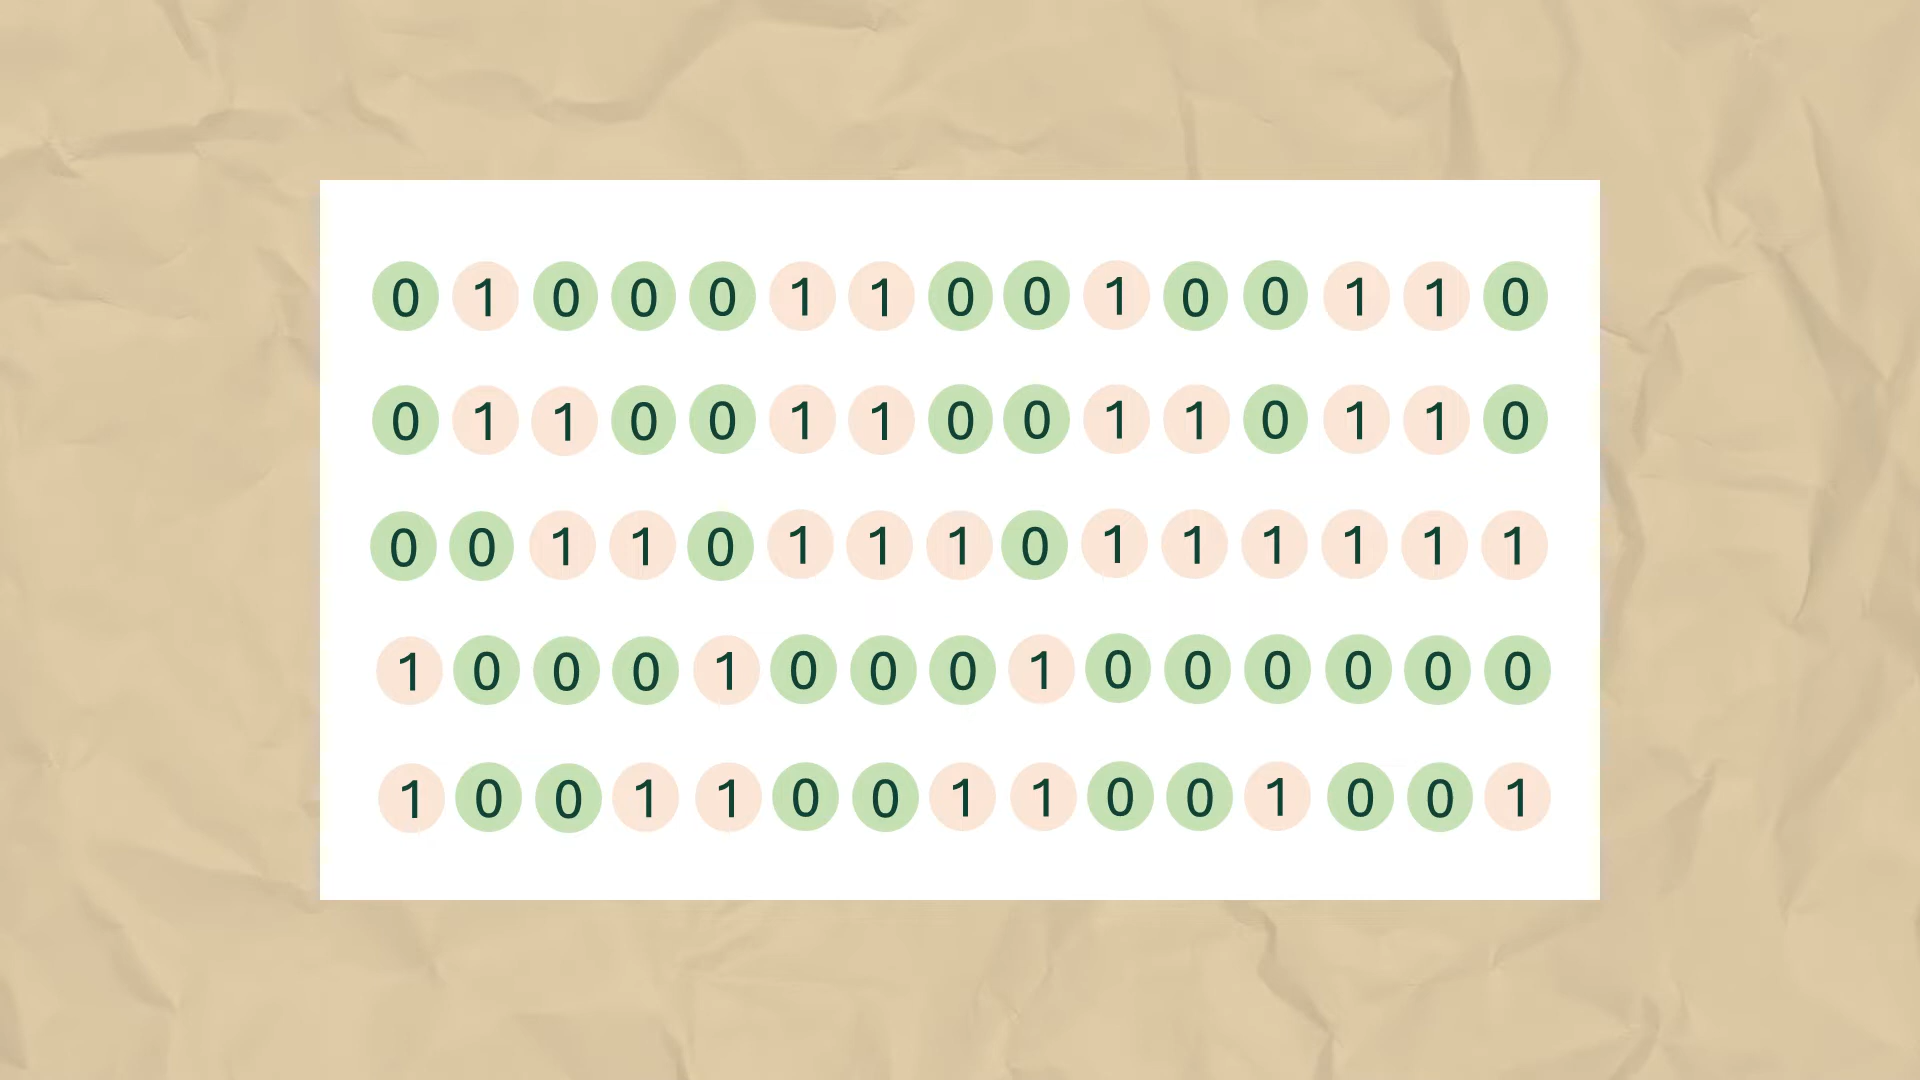 0 1 0 0 0 1 1 0 0 1 0 0 1 1 0
0 1 1 0 0 1 1 0 0 1 1 0 1 1 0
0 0 1 1 0 1 1 1 0 1 1 1 1 1 1
1 0 0 0 1 0 0 0 1 0 0 0 0 0 0
1 0 0 1 1 0 0 1 1 0 0 1 0 0 1